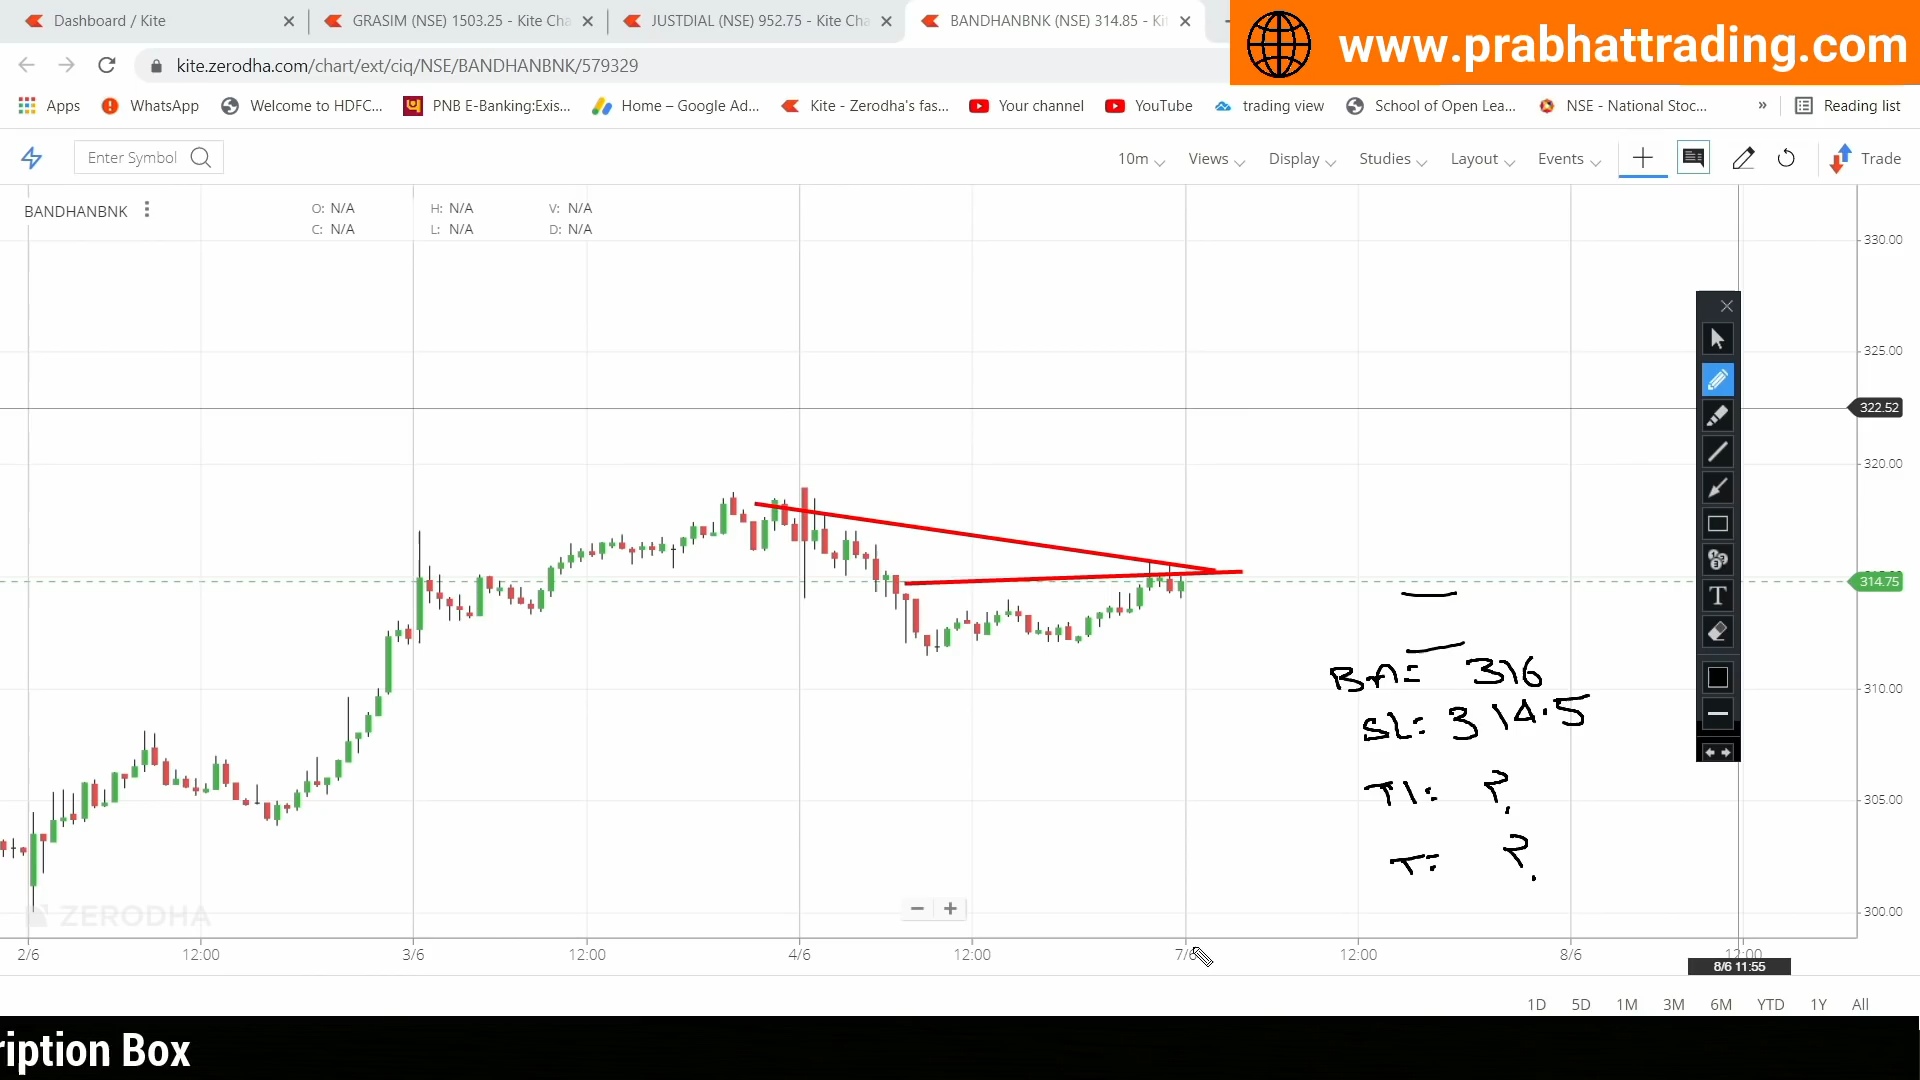 Dashboard / Kite
GRASIM (NSE) 1503.25 - Kite Cha
JUSTDIAL (NSE) 952.75 - Kite Cha
BANDHANBNK (NSE) 314.85 - Ki
www.prabhattrading.com
kite.zerodha.com/chart/ext/ciq/NSE/BANDHANBNK/579329
Apps WhatsApp Welcome to HDFC... PNB E-Banking:Exis... Home – Google Ad... Kite - Zerodha's fas... Your channel YouTube trading view School of Open Lea... NSE - National Stoc... » Reading list
Enter Symbol 10m Views Display Studies Layout Events Trade
BANDHANBNK O: N/A H: N/A V: N/A
C: N/A L: N/A D: N/A
330.00
325.00
322.52
320.00
314.75
310.00
305.00
300.00
BA= 316
SL: 314.5
T1: ?
T= ?
T
ZERODHA
2/6 12:00 3/6 12:00 4/6 12:00 7/6 12:00 8/6 12:00
8/6 11:55
1D 5D 1M 3M 6M YTD 1Y All
ription Box